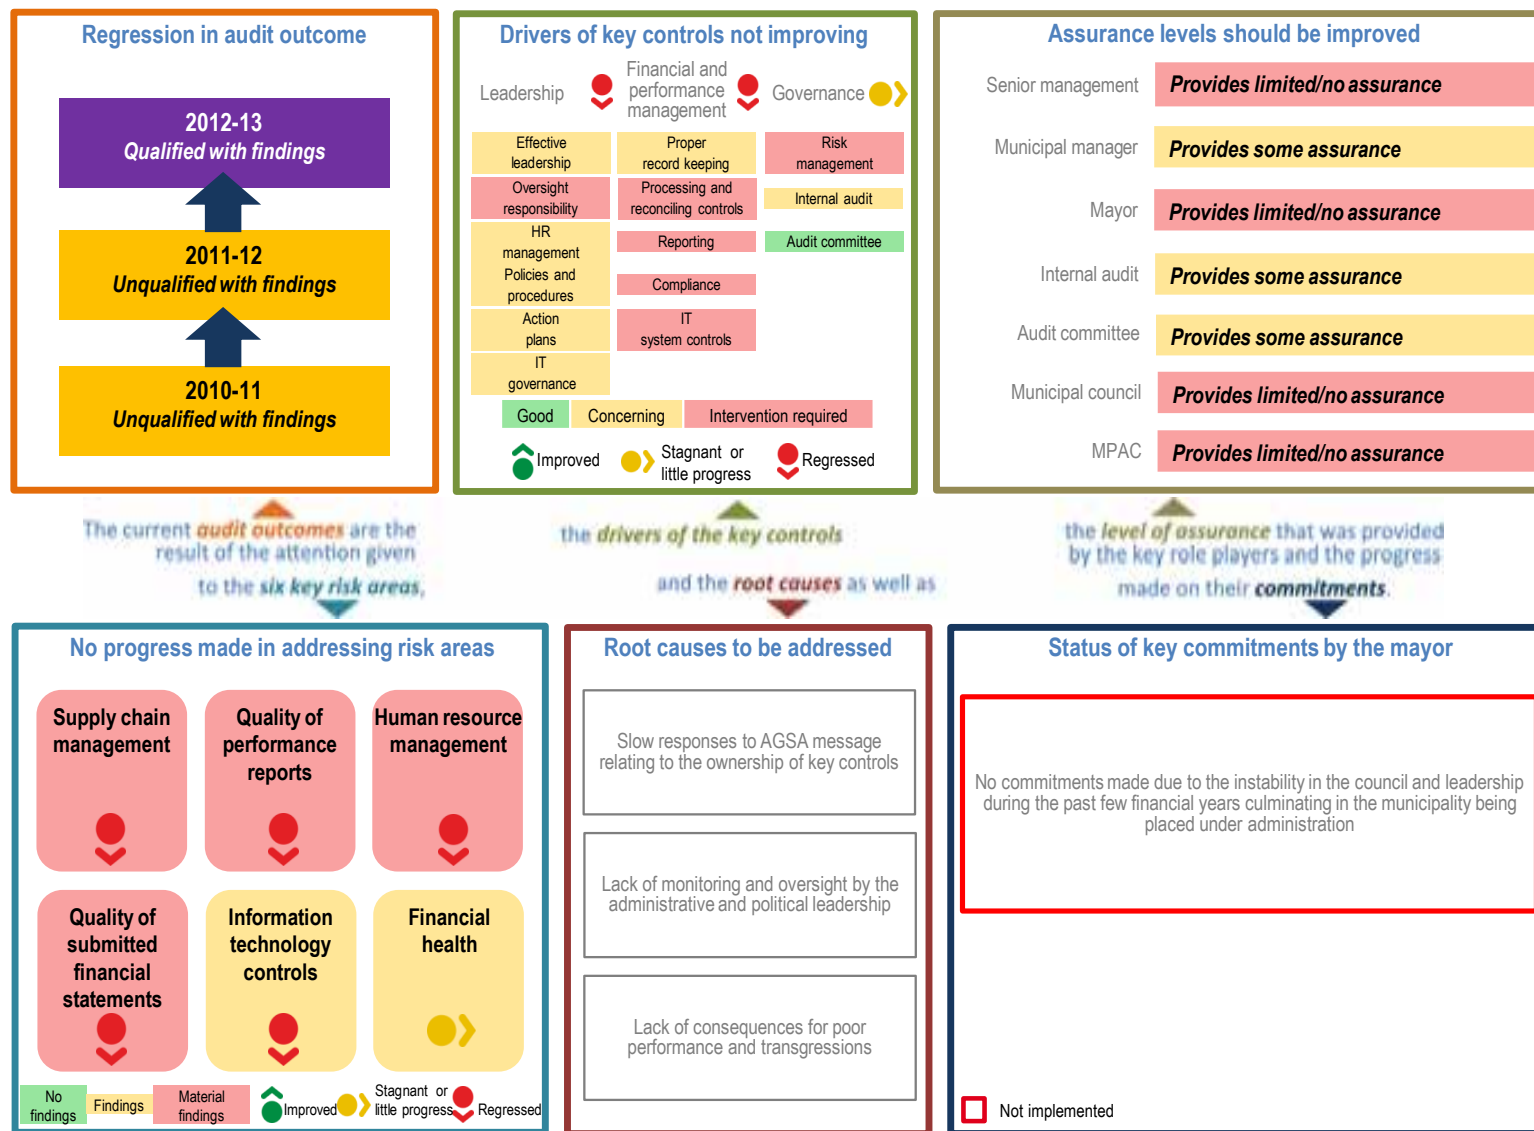 Regression in audit outcome
2012-13
Qualified with findings
2011-12
Unqualified with findings
2010-11
Unqualified with findings
Drivers of key controls not improving
Leadership
Financial and
performance
management
Governance
Effective
leadership
Oversight
responsibility
HR
management
Policies and
procedures
Action
plans
IT
governance
Proper
record keeping
Processing and
reconciling controls
Reporting
Compliance
IT
system controls
Risk
management
Internal audit
Audit committee
Good
Concerning
Intervention required
Improved
Stagnant or
little progress
Regressed
Assurance levels should be improved
Senior management
Provides limited/no assurance
Municipal manager
Provides some assurance
Mayor
Provides limited/no assurance
Internal audit
Provides some assurance
Audit committee
Provides some assurance
Municipal council
Provides limited/no assurance
MPAC
Provides limited/no assurance
The current audit outcomes are the
result of the attention given
to the six key risk areas,
the drivers of the key controls
and the root causes as well as
the level of assurance that was provided
by the key role players and the progress
made on their commitments.
No progress made in addressing risk areas
Supply chain
management
Quality of
performance
reports
Human resource
management
Quality of
submitted
financial
statements
Information
technology
controls
Financial
health
No
findings
Findings
Material
findings
Improved
Stagnant or
little progress
Regressed
Root causes to be addressed
Slow responses to AGSA message
relating to the ownership of key controls
Lack of monitoring and oversight by the
administrative and political leadership
Lack of consequences for poor
performance and transgressions
Status of key commitments by the mayor
No commitments made due to the instability in the council and leadership
during the past few financial years culminating in the municipality being
placed under administration
Not implemented